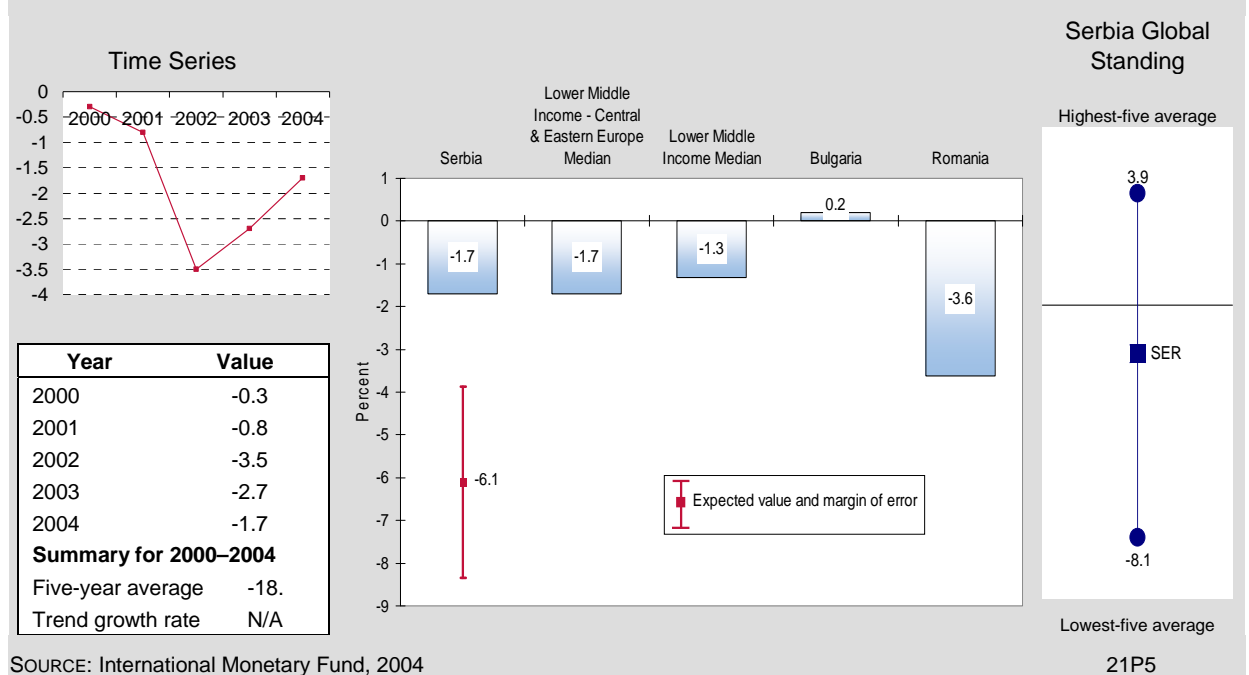 Time Series
0
-0.5
-1
-1.5
-2
-2.5
-3
-3.5
-4
2000 2001 2002 2003 2004
Year Value
2000 -0.3
2001 -0.8
2002 -3.5
2003 -2.7
2004 -1.7
Summary for 2000–2004
Five-year average -18.
Trend growth rate N/A
Serbia
Lower Middle
Income - Central
& Eastern Europe
Median
Lower Middle
Income Median
Bulgaria
Romania
Percent
1
0
-1
-2
-3
-4
-5
-6
-7
-8
-9
-1.7
-1.7
-1.3
0.2
-3.6
-6.1
Expected value and margin of error
Serbia Global
Standing
Highest-five average
3.9
SER
-8.1
Lowest-five average
SOURCE: International Monetary Fund, 2004
21P5